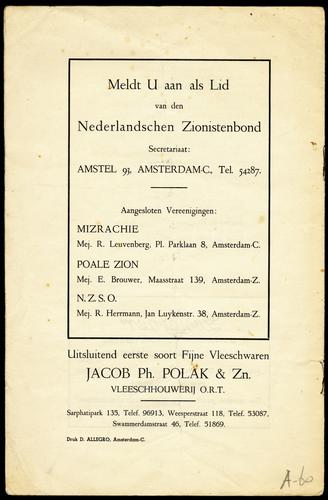 Meldt U aan als Lid
van den
Nederlandschen Zionistenbond
Secretariaat:
AMSTEL 93, AMSTERDAM-C., Tel. 54287.
Aangesloten Vereenigingen:
MIZRACHIE
Mej. R. Leuvenberg, Pl. Parklaan 8, Amsterdam-C.
POALE ZION
Mej. E. Brouwer, Maasstraat 139, Amsterdam-Z.
N.Z.S.O.
Mej. R. Herrmann, Jan Luykenstr. 38, Amsterdam-Z.
Uitsluitend eerste soort Fijne Vleeschwaren
JACOB Ph. POLAK & Zn.
VLEESCHHOUWERIJ O.R.T.
Sarphatipark 135, Telef. 96913, Weesperstraat 118, Telef. 53087,
Swammerdamstraat 46, Telef. 51869.
Druk D. ALLEGRO, Amsterdam-C.
A-60